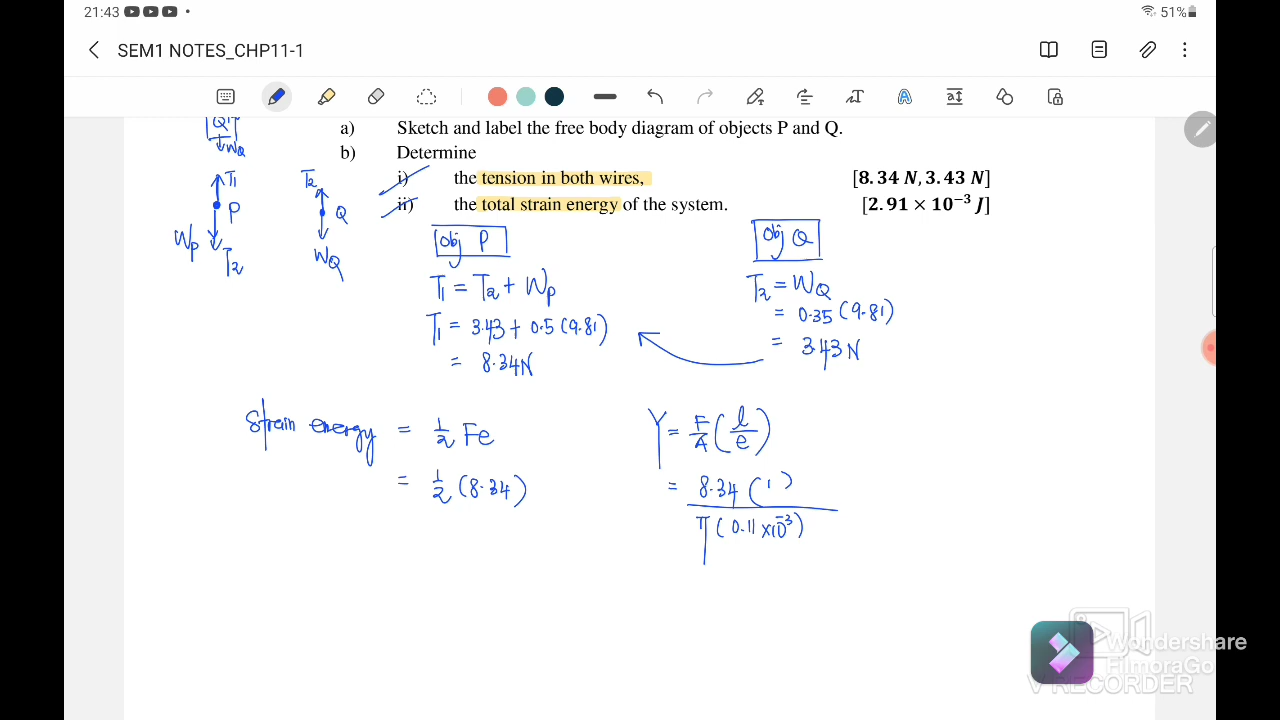 21:43 51%
SEM1 NOTES_CHP11-1
Q
WQ
a) Sketch and label the free body diagram of objects P and Q.
b) Determine
i) the tension in both wires, [8.34 N, 3.43 N]
ii) the total strain energy of the system. [2.91 × 10⁻³ J]
T1
P
Wp
T2
T2
Q
WQ
Obj P
T1 = T2 + Wp
T1 = 3.43 + 0.5 (9.81)
= 8.34N
Obj Q
T2 = WQ
= 0.35 (9.81)
= 3.43 N
Strain energy = 1/2 Fe
= 1/2 (8.34)
Y = F/A (l/e)
= 8.34 (1)
π (0.11 × 10⁻³)
Wondershare
FilmoraGo
V RECORDER